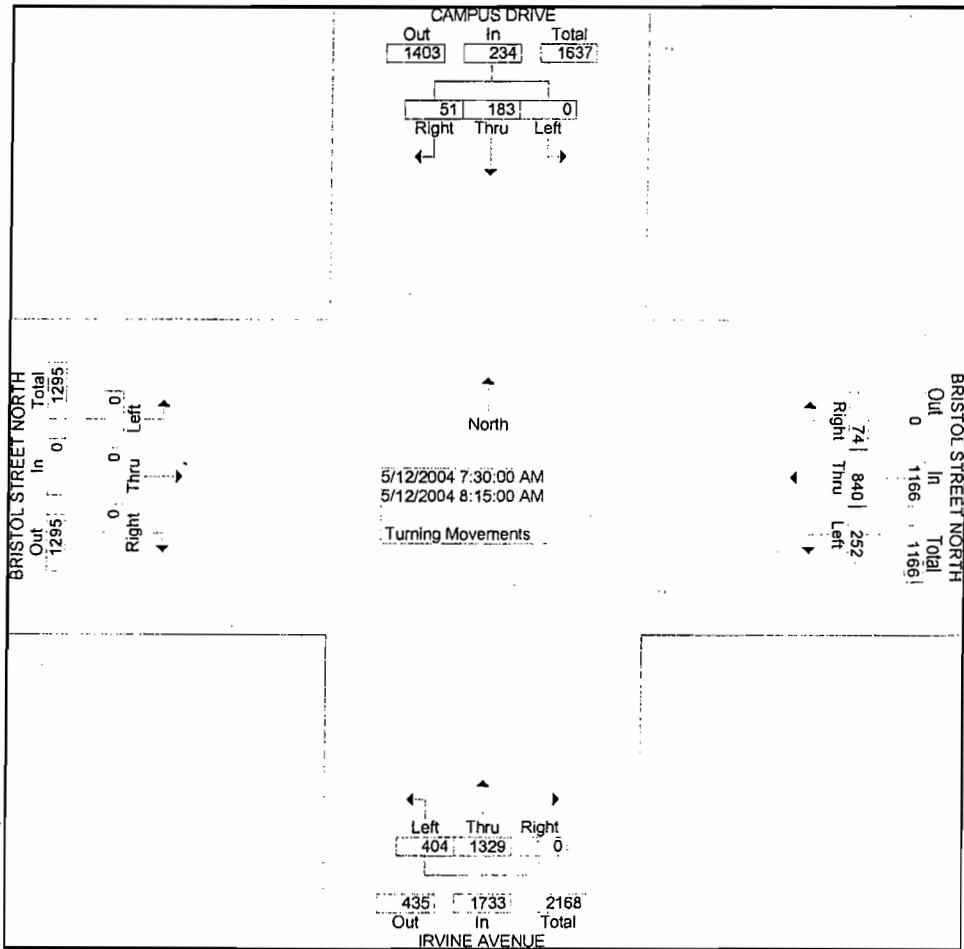 CAMPUS DRIVE
Out In Total
1403 234 1637
51 183 0
Right Thru Left
BRISTOL STREET NORTH
Out In Total
1295 0 1295
Right Thru Left
0 0 0
North
5/12/2004 7:30:00 AM
5/12/2004 8:15:00 AM
Turning Movements
Right Thru Left
74 840 252
Out In Total
0 1166 1166
BRISTOL STREET NORTH
Left Thru Right
404 1329 0
435 1733 2168
Out In Total
IRVINE AVENUE